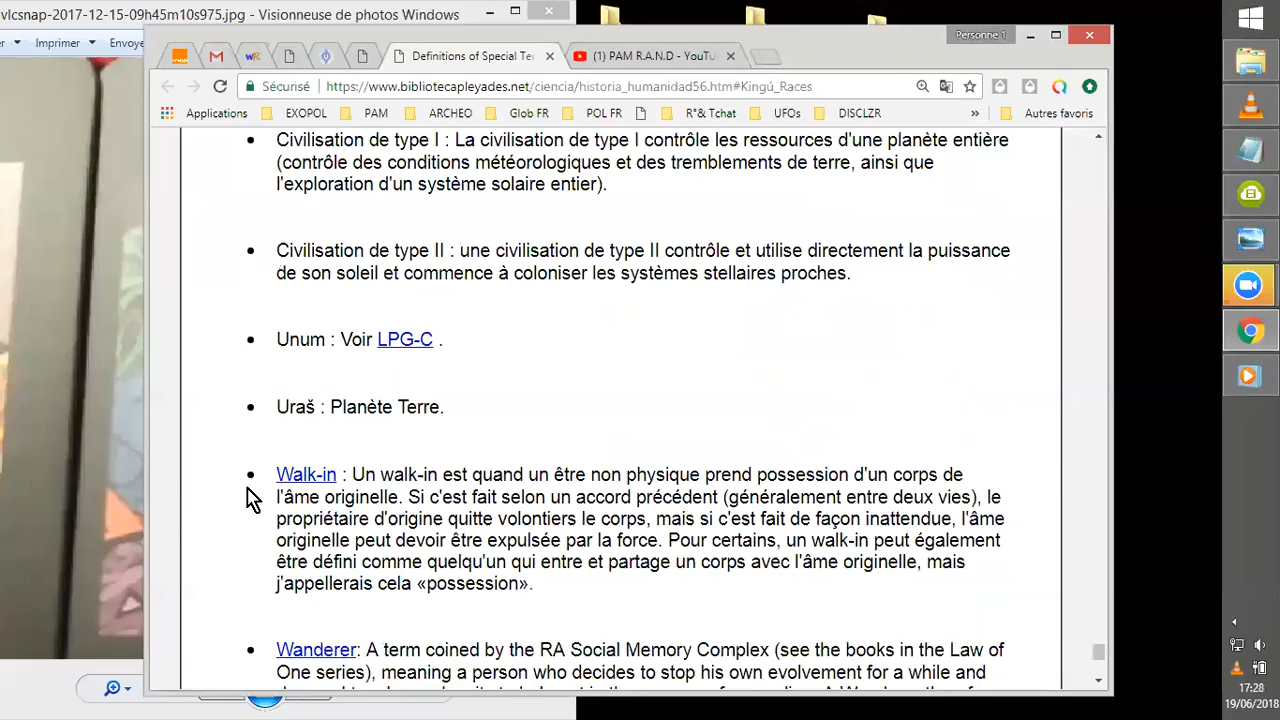 vlcsnap-2017-12-15-09h45m10s975.jpg - Visionneuse de photos Windows
Imprimer
Envoye
Personne 1
Definitions of Special Te
(1) PAM R.A.N.D - YouTu
Sécurisé
https://www.bibliotecapleyades.net/ciencia/historia_humanidad56.htm#Kingú_Races
Applications
EXOPOL
PAM
ARCHEO
Glob FR
POL FR
R°& Tchat
UFOs
DISCLZR
»
Autres favoris
• Civilisation de type I : La civilisation de type I contrôle les ressources d'une planète entière
(contrôle des conditions météorologiques et des tremblements de terre, ainsi que
l'exploration d'un système solaire entier).
• Civilisation de type II : une civilisation de type II contrôle et utilise directement la puissance
de son soleil et commence à coloniser les systèmes stellaires proches.
• Unum : Voir LPG-C .
• Uraš : Planète Terre.
• Walk-in : Un walk-in est quand un être non physique prend possession d'un corps de
l'âme originelle. Si c'est fait selon un accord précédent (généralement entre deux vies), le
propriétaire d'origine quitte volontiers le corps, mais si c'est fait de façon inattendue, l'âme
originelle peut devoir être expulsée par la force. Pour certains, un walk-in peut également
être défini comme quelqu'un qui entre et partage un corps avec l'âme originelle, mais
j'appellerais cela «possession».
• Wanderer: A term coined by the RA Social Memory Complex (see the books in the Law of
One series), meaning a person who decides to stop his own evolvement for a while and
17:28
19/06/2018